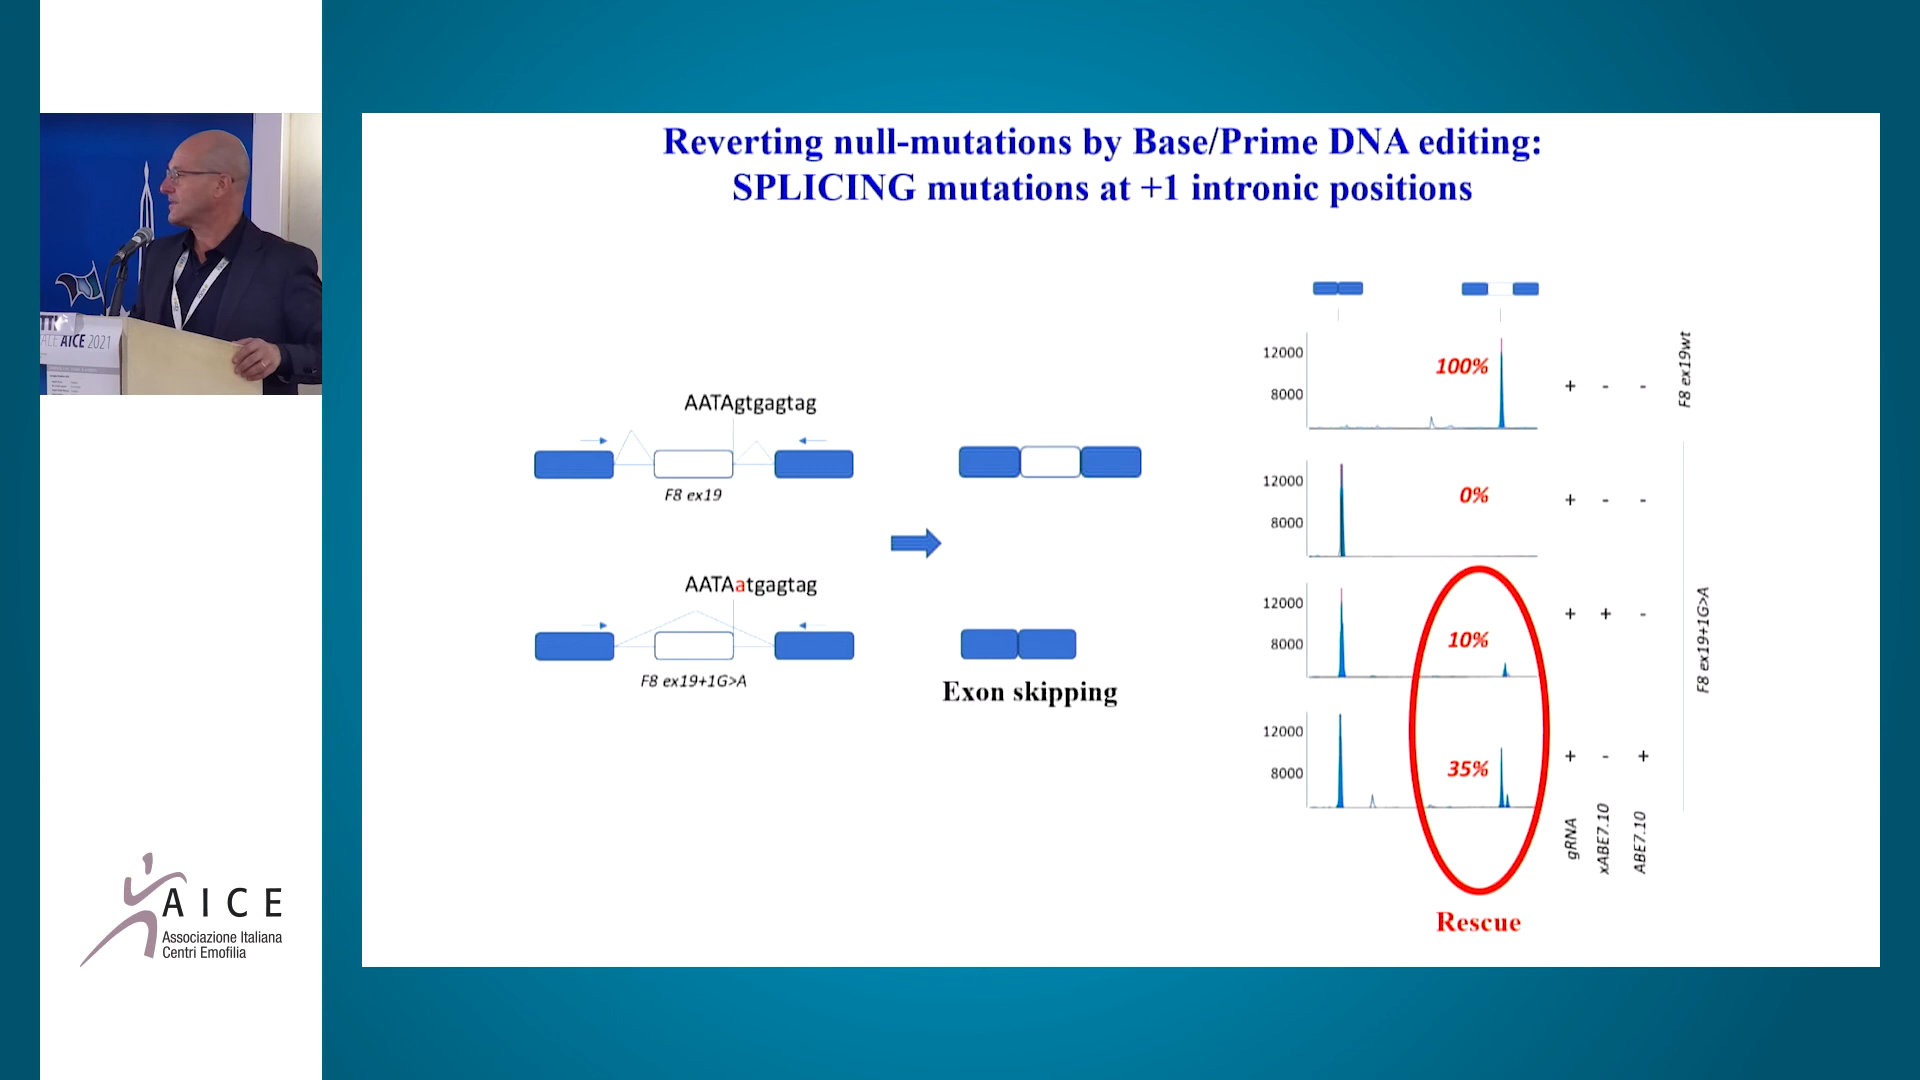 Reverting null-mutations by Base/Prime DNA editing:
SPLICING mutations at +1 intronic positions
AICE 2021
AATAgtgagtag
F8 ex19
AATAatgagtag
F8 ex19+1G>A
Exon skipping
12000
8000
100%
+ - -
F8 ex19wt
12000
8000
0%
+ - -
12000
8000
10%
+ + -
12000
8000
35%
+ - +
F8 ex19+1G>A
gRNA
xABE7.10
ABE7.10
Rescue
AICE
Associazione Italiana
Centri Emofilia